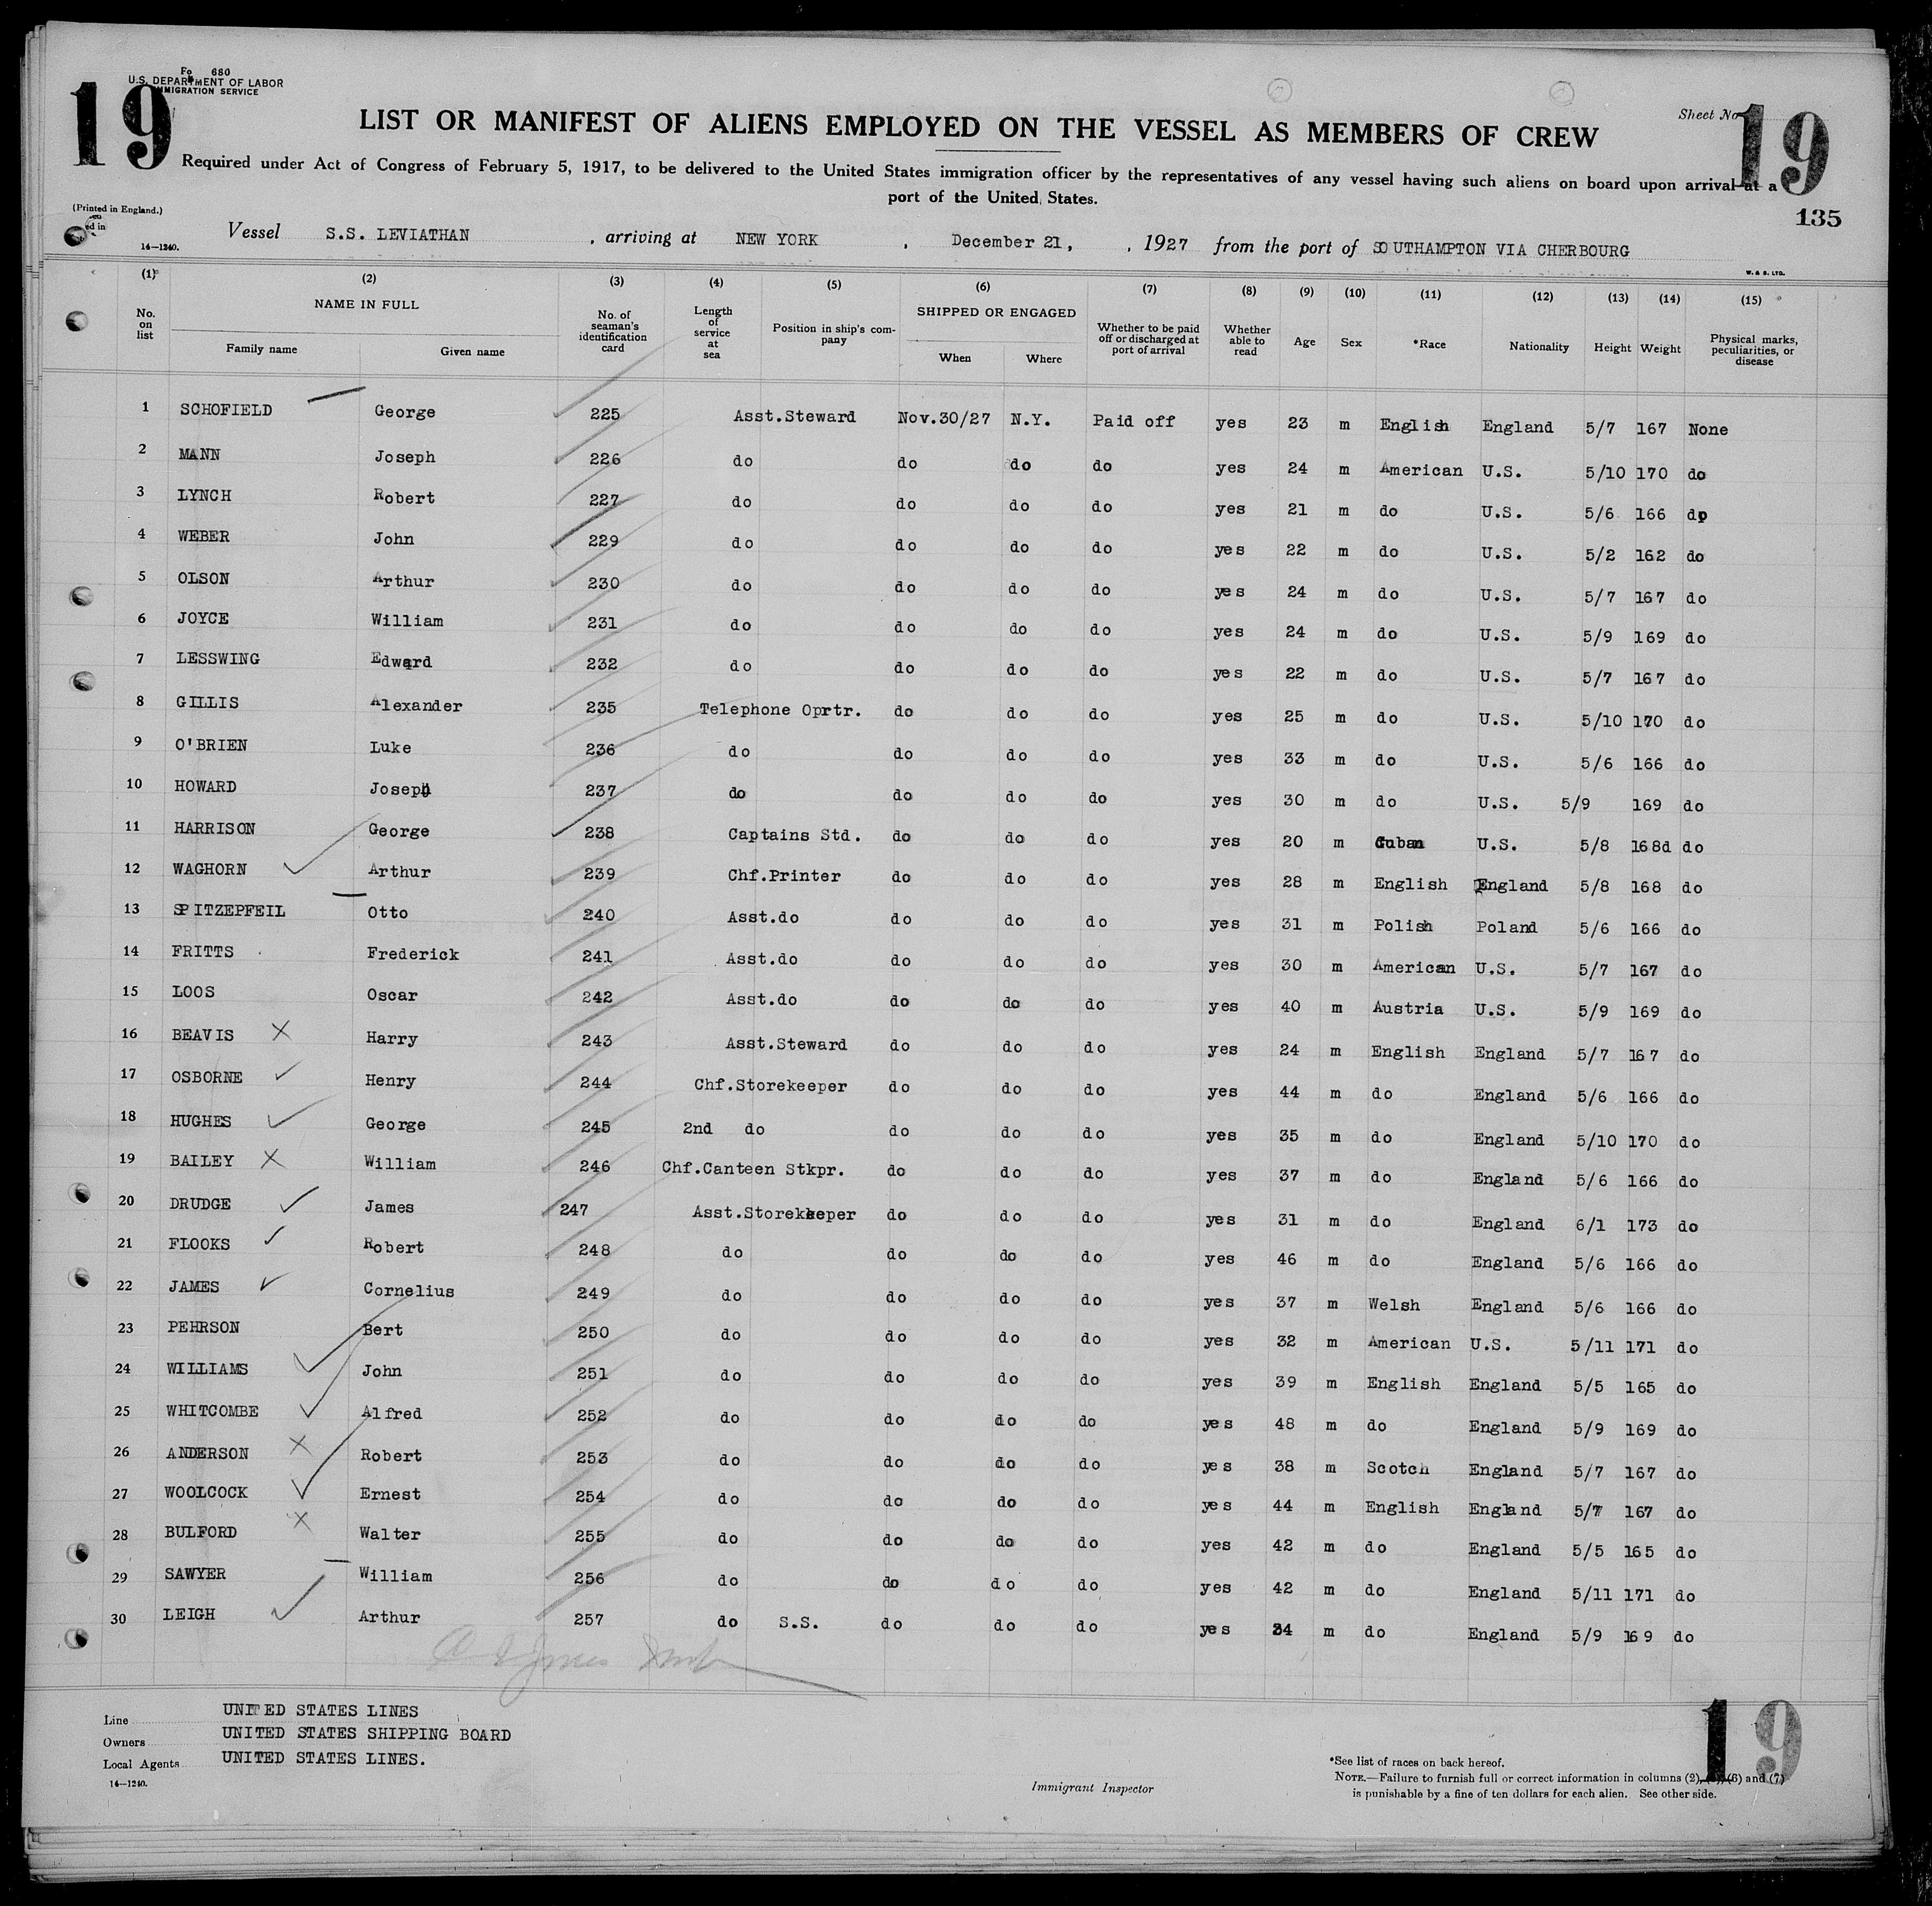 19
Fo 680
U.S. DEPARTMENT OF LABOR
IMMIGRATION SERVICE
LIST OR MANIFEST OF ALIENS EMPLOYED ON THE VESSEL AS MEMBERS OF CREW
Sheet No
19
Required under Act of Congress of February 5, 1917, to be delivered to the United States immigration officer by the representatives of any vessel having such aliens on board upon arrival at a
port of the United States.
135
(Printed in England.)
ed in
14—1240.
Vessel S.S. LEVIATHAN , arriving at NEW YORK , December 21, , 1927 from the port of SOUTHAMPTON VIA CHERBOURG
W. & S. LTD.
(1) (2) (3) (4) (5) (6) (7) (8) (9) (10) (11) (12) (13) (14) (15)
No. on list NAME IN FULL Family name Given name No. of seaman's identification card Length of service at sea Position in ship's company SHIPPED OR ENGAGED When Where Whether to be paid off or discharged at port of arrival Whether able to read Age Sex *Race Nationality Height Weight Physical marks, peculiarities, or disease
1 SCHOFIELD George 225 Asst.Steward Nov.30/27 N.Y. Paid off yes 23 m English England 5/7 167 None
2 MANN Joseph 226 do do do do yes 24 m American U.S. 5/10 170 do
3 LYNCH Robert 227 do do do do yes 21 m do U.S. 5/6 166 do
4 WEBER John 229 do do do do yes 22 m do U.S. 5/2 162 do
5 OLSON Arthur 230 do do do do yes 24 m do U.S. 5/7 167 do
6 JOYCE William 231 do do do do yes 24 m do U.S. 5/9 169 do
7 LESSWING Edward 232 do do do do yes 22 m do U.S. 5/7 167 do
8 GILLIS Alexander 235 Telephone Oprtr. do do do yes 25 m do U.S. 5/10 170 do
9 O'BRIEN Luke 236 do do do do yes 33 m do U.S. 5/6 166 do
10 HOWARD Joseph 237 do do do do yes 30 m do U.S. 5/9 169 do
11 HARRISON George 238 Captains Std. do do do yes 20 m Cuban U.S. 5/8 168d do
12 WAGHORN Arthur 239 Chf.Printer do do do yes 28 m English England 5/8 168 do
13 SPITZEPFEIL Otto 240 Asst.do do do do yes 31 m Polish Poland 5/6 166 do
14 FRITTS Frederick 241 Asst.do do do do yes 30 m American U.S. 5/7 167 do
15 LOOS Oscar 242 Asst.do do do do yes 40 m Austria U.S. 5/9 169 do
16 BEAVIS X Harry 243 Asst.Steward do do do yes 24 m English England 5/7 167 do
17 OSBORNE Henry 244 Chf.Storekeeper do do do yes 44 m do England 5/6 166 do
18 HUGHES George 245 2nd do do do do yes 35 m do England 5/10 170 do
19 BAILEY X William 246 Chf.Canteen Stkpr. do do do yes 37 m do England 5/6 166 do
20 DRUDGE James 247 Asst.Storekeeper do do do yes 31 m do England 6/1 173 do
21 FLOOKS Robert 248 do do do do yes 46 m do England 5/6 166 do
22 JAMES Cornelius 249 do do do do yes 37 m Welsh England 5/6 166 do
23 PEHRSON Bert 250 do do do do yes 32 m American U.S. 5/11 171 do
24 WILLIAMS John 251 do do do do yes 39 m English England 5/5 165 do
25 WHITCOMBE Alfred 252 do do do do yes 48 m do England 5/9 169 do
26 ANDERSON X Robert 253 do do do do yes 38 m Scotch England 5/7 167 do
27 WOOLCOCK Ernest 254 do do do do yes 44 m English England 5/7 167 do
28 BULFORD X Walter 255 do do do do yes 42 m do England 5/5 165 do
29 SAWYER William 256 do do do do yes 42 m do England 5/11 171 do
30 LEIGH Arthur 257 do S.S. do do do yes 34 m do England 5/9 169 do
Line UNITED STATES LINES
Owners UNITED STATES SHIPPING BOARD
Local Agents UNITED STATES LINES.
14—1240.
Immigrant Inspector
*See list of races on back hereof.
NOTE.—Failure to furnish full or correct information in columns (2), (6) and (7)
is punishable by a fine of ten dollars for each alien. See other side.
19